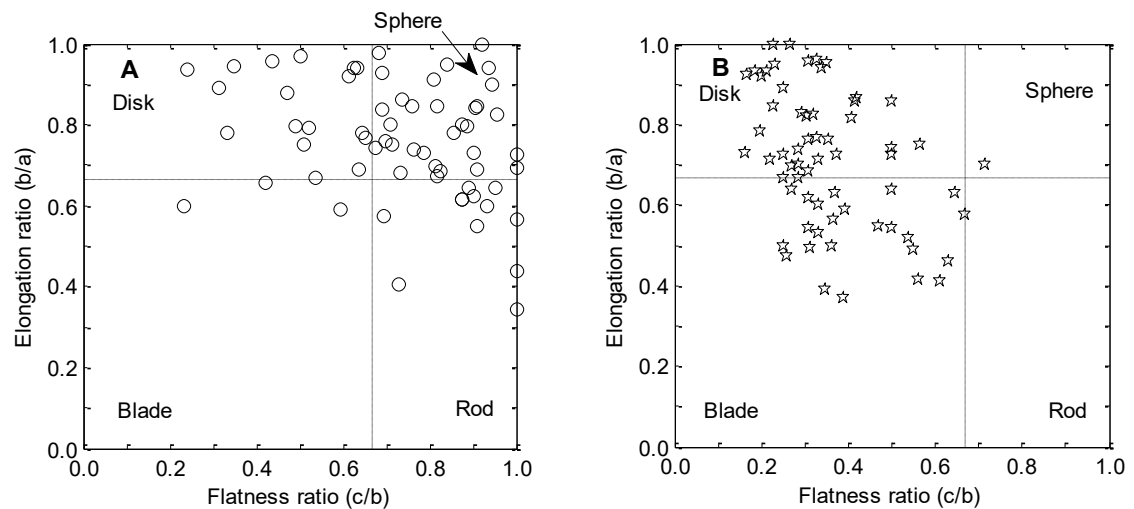 Sphere
A
Disk
Blade
Rod
1.0
0.8
0.6
0.4
0.2
0.0
0.0 0.2 0.4 0.6 0.8 1.0
Elongation ratio (b/a)
Flatness ratio (c/b)
B
Disk
Sphere
Blade
Rod
1.0
0.8
0.6
0.4
0.2
0.0
0.0 0.2 0.4 0.6 0.8 1.0
Elongation ratio (b/a)
Flatness ratio (c/b)